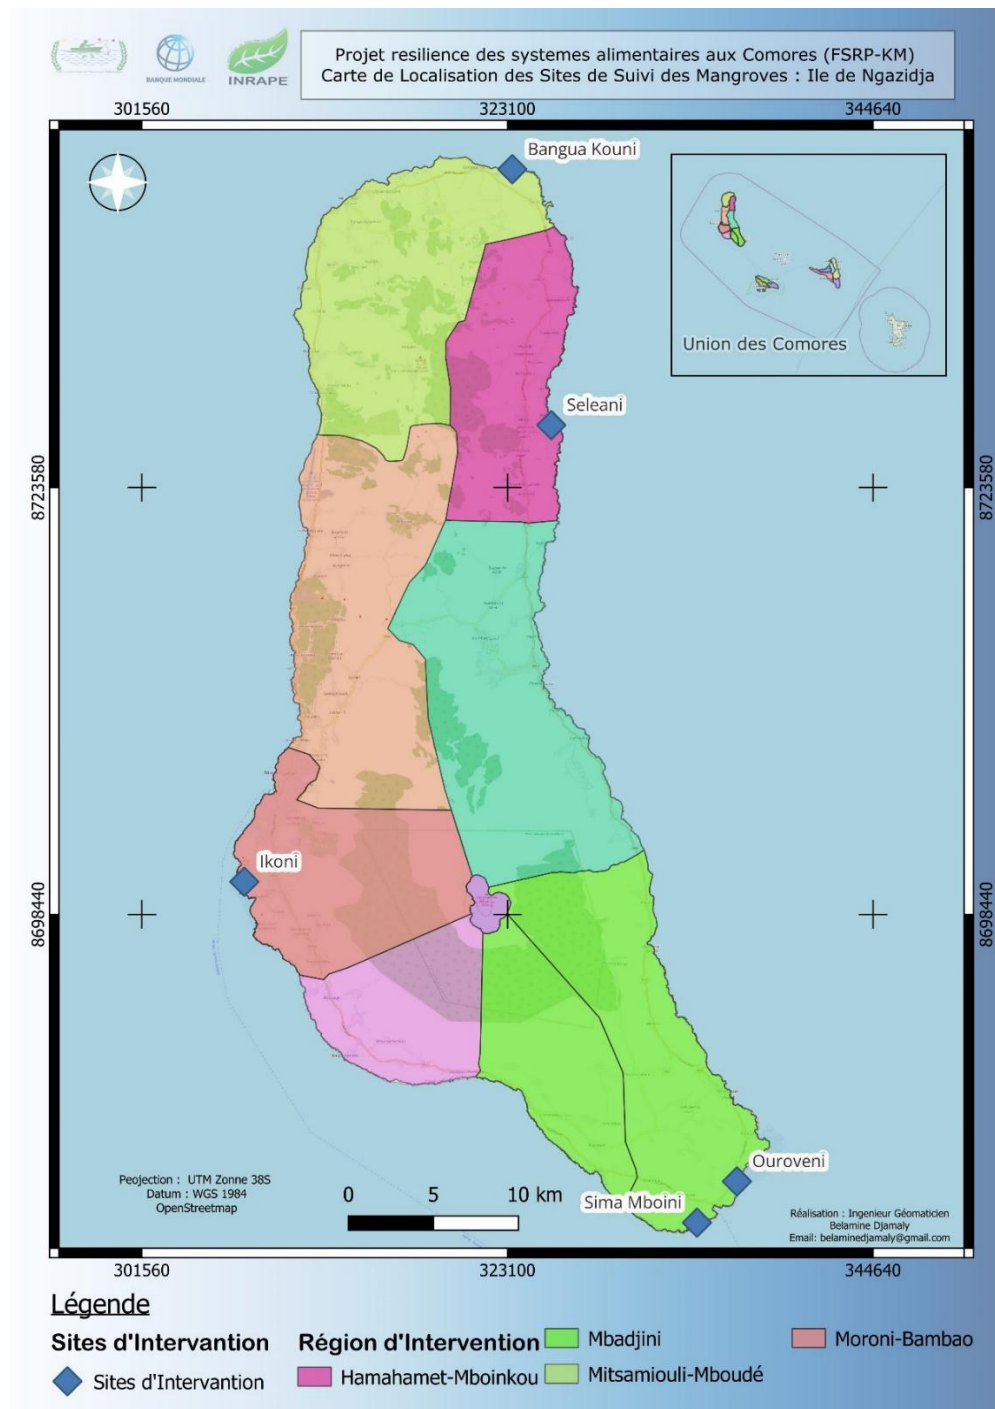 BANQUE MONDIALE
INRAPE
Projet resilience des systemes alimentaires aux Comores (FSRP-KM)
Carte de Localisation des Sites de Suivi des Mangroves : Ile de Ngazidja
301560
323100
344640
Bangua Kouni
Union des Comores
Seleani
8723580
8723580
Ikoni
8698440
8698440
Ouroveni
Sima Mboini
Peojection : UTM Zonne 38S
Datum : WGS 1984
OpenStreetmap
0 5 10 km
Réalisation : Ingenieur Géomaticien
Belamine Djamaly
Email: belaminedjamaly@gmail.com
301560
323100
344640
Légende
Sites d'Intervantion
Sites d'Intervantion
Région d'Intervention
Hamahamet-Mboinkou
Mbadjini
Mitsamiouli-Mboudé
Moroni-Bambao